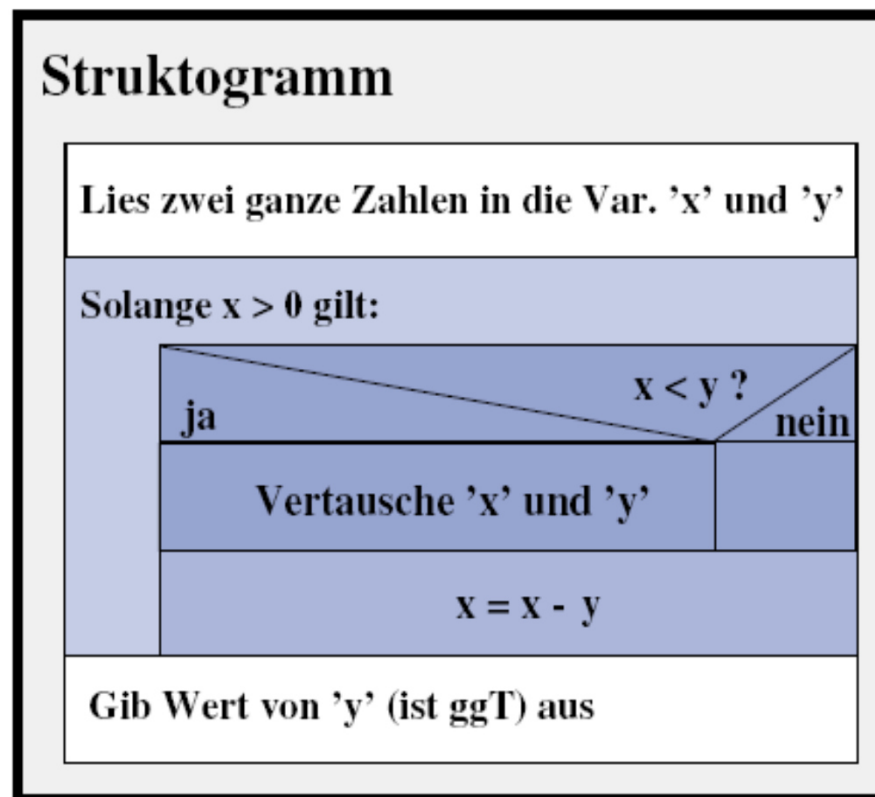 Struktogramm
Lies zwei ganze Zahlen in die Var. ’x’ und ’y’
Solange x > 0 gilt:
x < y ?
ja
nein
Vertausche ’x’ und ’y’
x = x - y
Gib Wert von ’y’ (ist ggT) aus